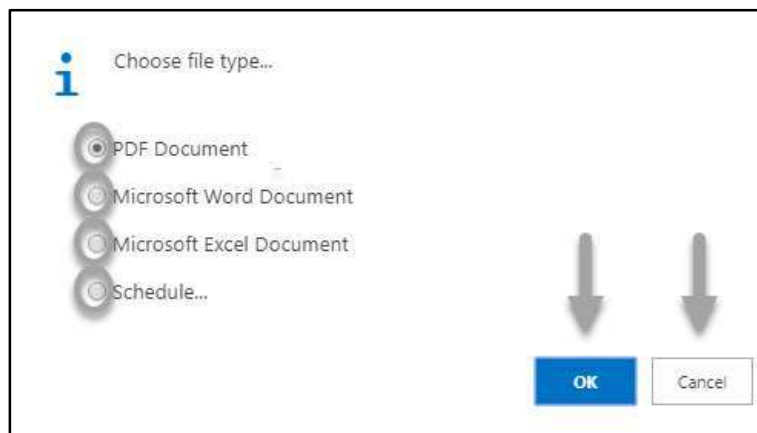 Choose file type...
PDF Document
Microsoft Word Document
Microsoft Excel Document
Schedule...
OK
Cancel